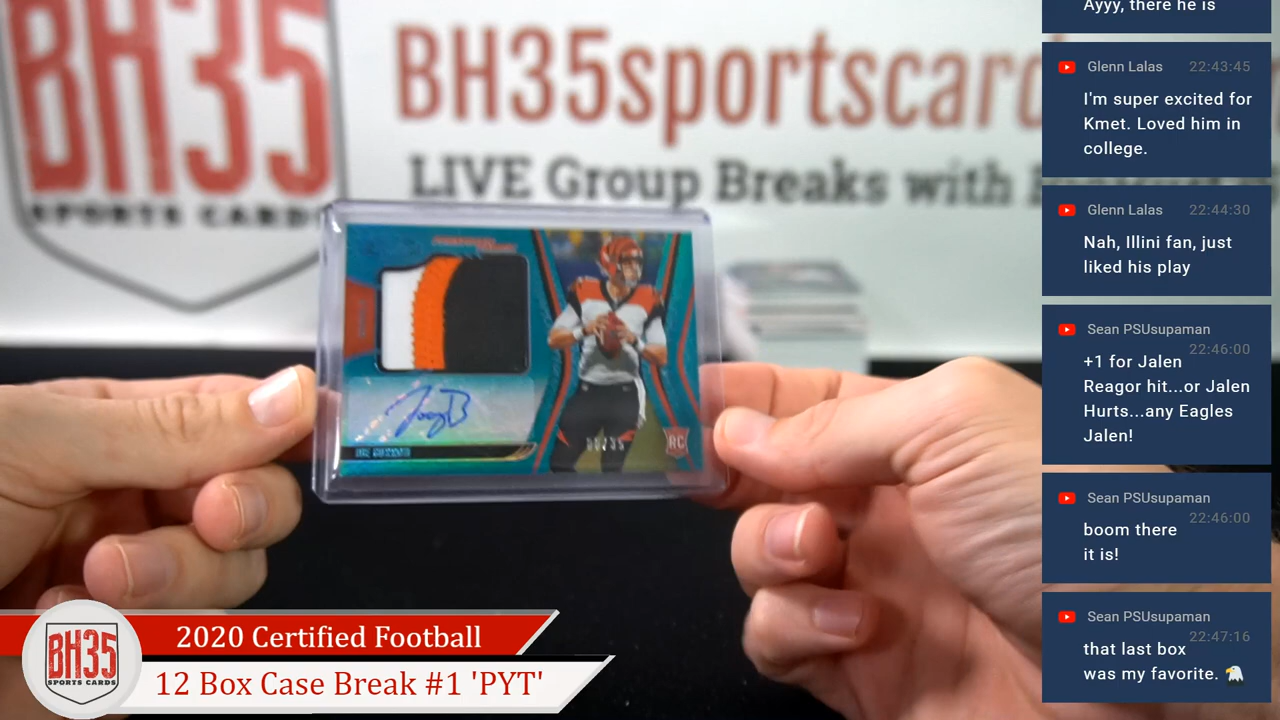 BH35
SPORTS CARDS
BH35sportscard
LIVE Group Breaks with
Joey B
RC
2020 Certified Football
12 Box Case Break #1 'PYT'
BH35
SPORTS CARDS
Ayyy, there he is
Glenn Lalas 22:43:45
I'm super excited for
Kmet. Loved him in
college.
Glenn Lalas 22:44:30
Nah, Illini fan, just
liked his play
Sean PSUsupaman
22:46:00
+1 for Jalen
Reagor hit...or Jalen
Hurts...any Eagles
Jalen!
Sean PSUsupaman
22:46:00
boom there
it is!
Sean PSUsupaman
22:47:16
that last box
was my favorite. 🦅